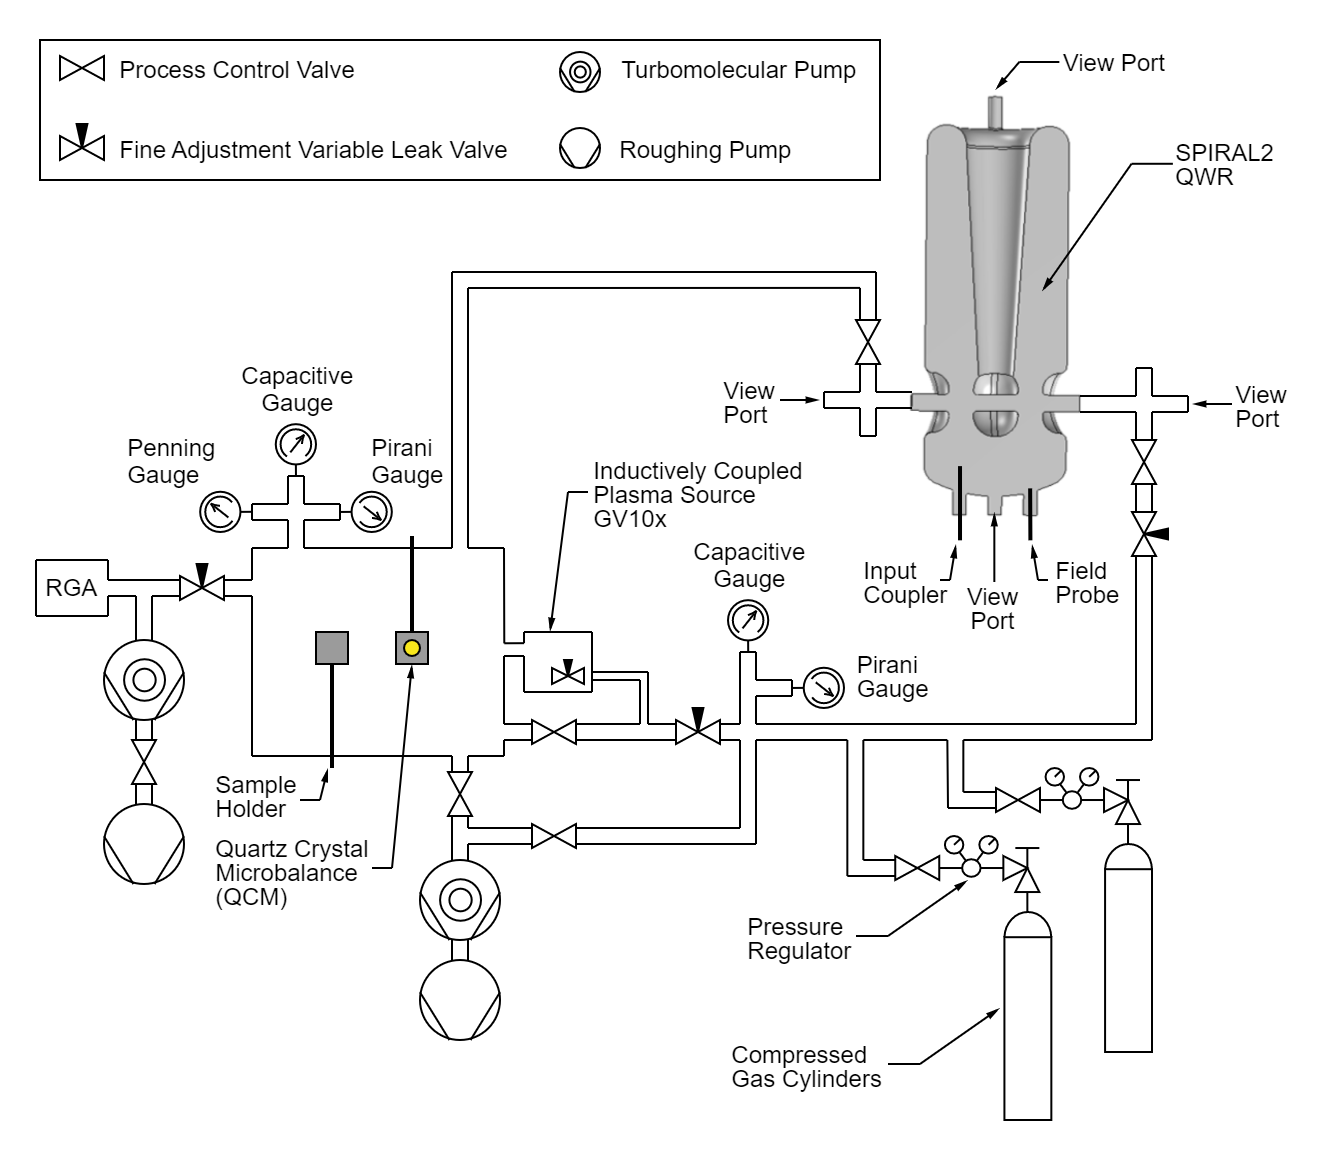 Process Control Valve
Turbomolecular Pump
Fine Adjustment Variable Leak Valve
Roughing Pump
View Port
SPIRAL2
QWR
Capacitive
Gauge
Penning
Gauge
Pirani
Gauge
View
Port
View
Port
Inductively Coupled
Plasma Source
GV10x
Capacitive
Gauge
Input
Coupler
View
Port
Field
Probe
RGA
Pirani
Gauge
Sample
Holder
Quartz Crystal
Microbalance
(QCM)
Pressure
Regulator
Compressed
Gas Cylinders